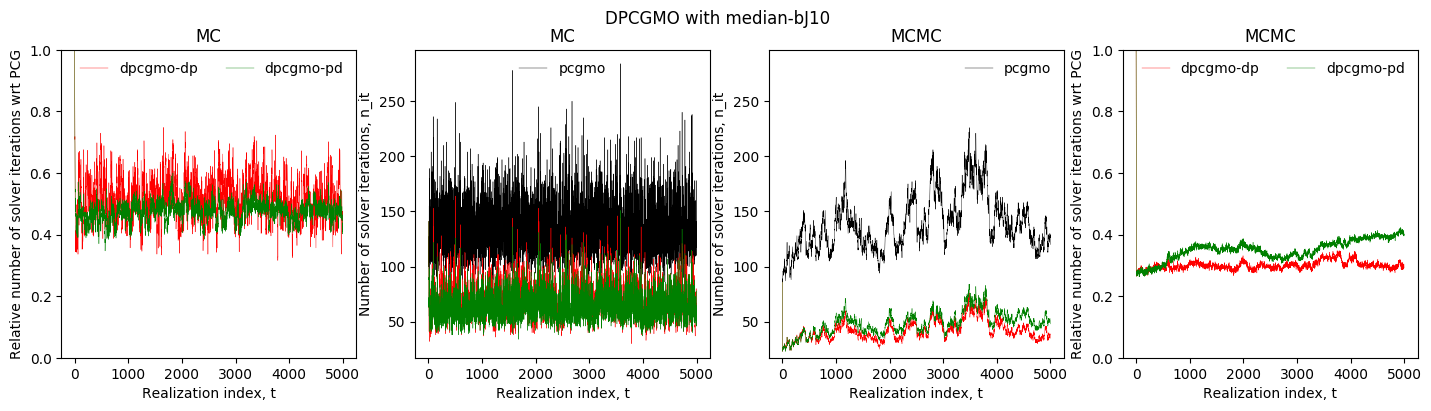 DPCGMO with median-bJ10
MC
Relative number of solver iterations wrt PCG
1.0
0.8
0.6
0.4
0.2
0.0
dpcgmo-dp
dpcgmo-pd
0 1000 2000 3000 4000 5000
Realization index, t
MC
Number of solver iterations, n_it
250
200
150
100
50
pcgmo
0 1000 2000 3000 4000 5000
Realization index, t
MCMC
Number of solver iterations, n_it
250
200
150
100
50
pcgmo
0 1000 2000 3000 4000 5000
Realization index, t
MCMC
Relative number of solver iterations wrt PCG
1.0
0.8
0.6
0.4
0.2
0.0
dpcgmo-dp
dpcgmo-pd
0 1000 2000 3000 4000 5000
Realization index, t